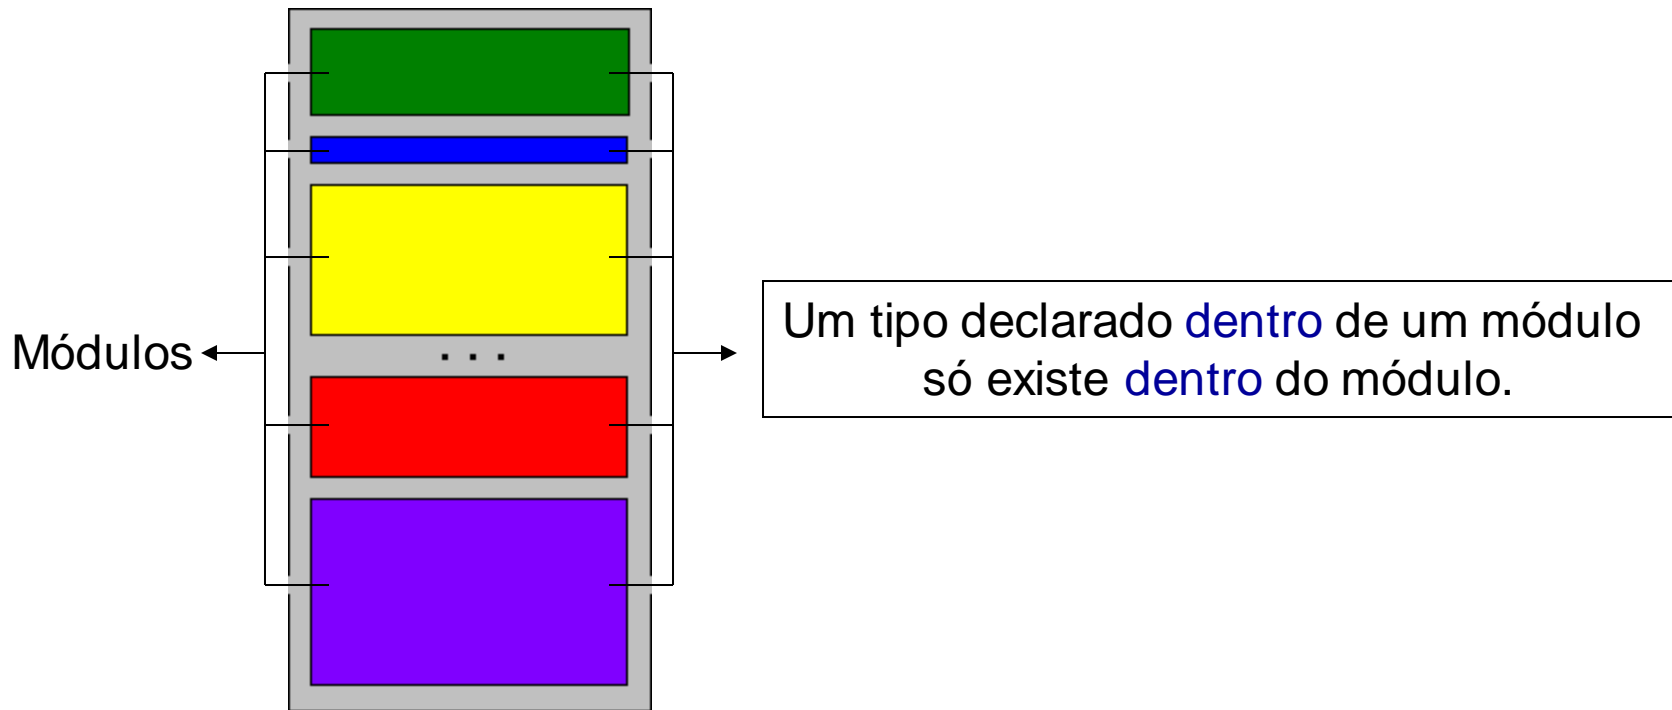 . . .
Módulos
Um tipo declarado dentro de um módulo
só existe dentro do módulo.